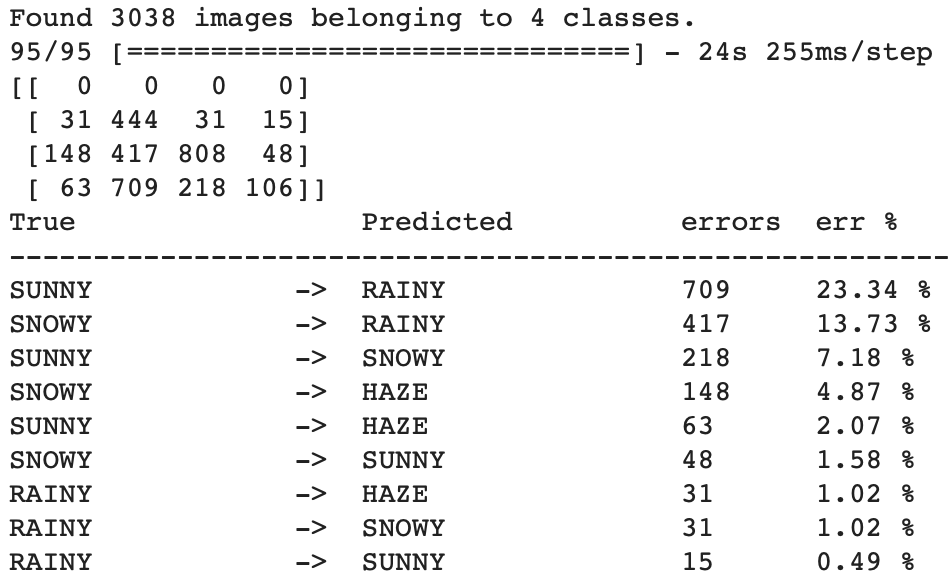 Found 3038 images belonging to 4 classes.
95/95 [==============================] - 24s 255ms/step
[[  0   0   0   0]
 [ 31 444  31  15]
 [148 417 808  48]
 [ 63 709 218 106]]
True                 Predicted          errors  err %
--------------------------------------------------------
SUNNY            ->  RAINY              709     23.34 %
SNOWY            ->  RAINY              417     13.73 %
SUNNY            ->  SNOWY              218     7.18 %
SNOWY            ->  HAZE               148     4.87 %
SUNNY            ->  HAZE               63      2.07 %
SNOWY            ->  SUNNY              48      1.58 %
RAINY            ->  HAZE               31      1.02 %
RAINY            ->  SNOWY              31      1.02 %
RAINY            ->  SUNNY              15      0.49 %